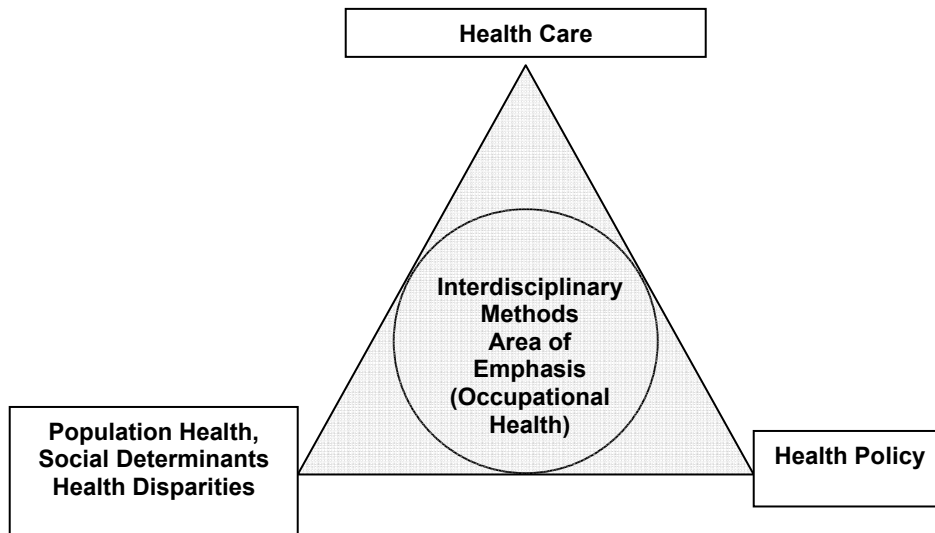 Health Care
Interdisciplinary
Methods
Area of
Emphasis
(Occupational
Health)
Population Health,
Social Determinants
Health Disparities
Health Policy